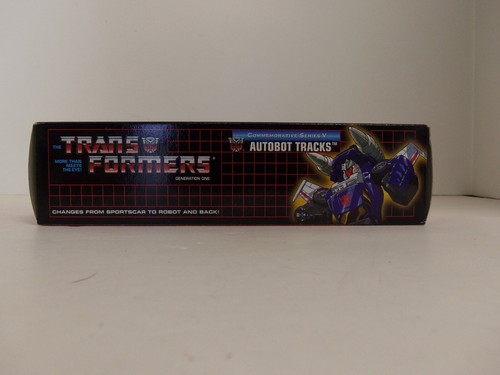 THE TRANSFORMERS
MORE THAN
MEETS
THE EYE!
GENERATION ONE
COMMEMORATIVE SERIES V
AUTOBOT TRACKS™
CHANGES FROM SPORTSCAR TO ROBOT AND BACK!